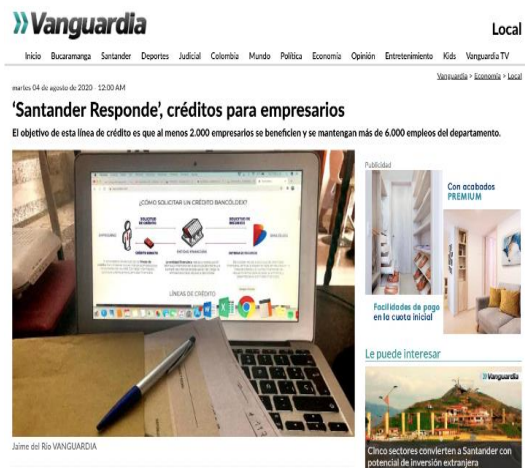 Vanguardia
Local
Inicio Bucaramanga Santander Deportes Judicial Colombia Mundo Política Economía Opinión Entretenimiento Kids Vanguardia TV
Vanguardia > Economía > Local
martes 04 de agosto de 2020 - 12:00 AM
‘Santander Responde’, créditos para empresarios
El objetivo de esta línea de crédito es que al menos 2.000 empresarios se beneficien y se mantengan más de 6.000 empleos del departamento.
Publicidad
¿CÓMO SOLICITAR UN CRÉDITO BANCÓLDEX?
LÍNEAS DE CRÉDITO
Con acabados
PREMIUM
Facilidades de pago
en la cuota inicial
Le puede interesar
Vanguardia
Cinco sectores convierten a Santander con
potencial de inversión extranjera
Jaime del Río VANGUARDIA